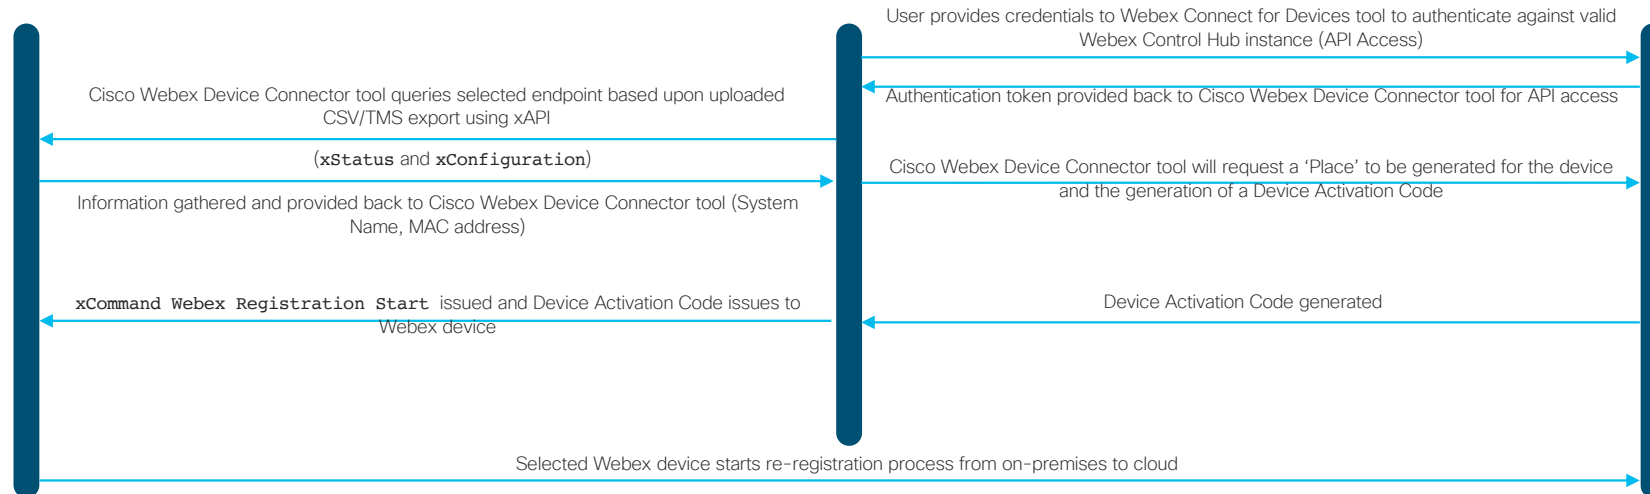 User provides credentials to Webex Connect for Devices tool to authenticate against valid
Webex Control Hub instance (API Access)
Cisco Webex Device Connector tool queries selected endpoint based upon uploaded
CSV/TMS export using xAPI
Authentication token provided back to Cisco Webex Device Connector tool for API access
(xStatus and xConfiguration)
Cisco Webex Device Connector tool will request a ‘Place’ to be generated for the device
and the generation of a Device Activation Code
Information gathered and provided back to Cisco Webex Device Connector tool (System
Name, MAC address)
xCommand Webex Registration Start issued and Device Activation Code issues to
Webex device
Device Activation Code generated
Selected Webex device starts re-registration process from on-premises to cloud